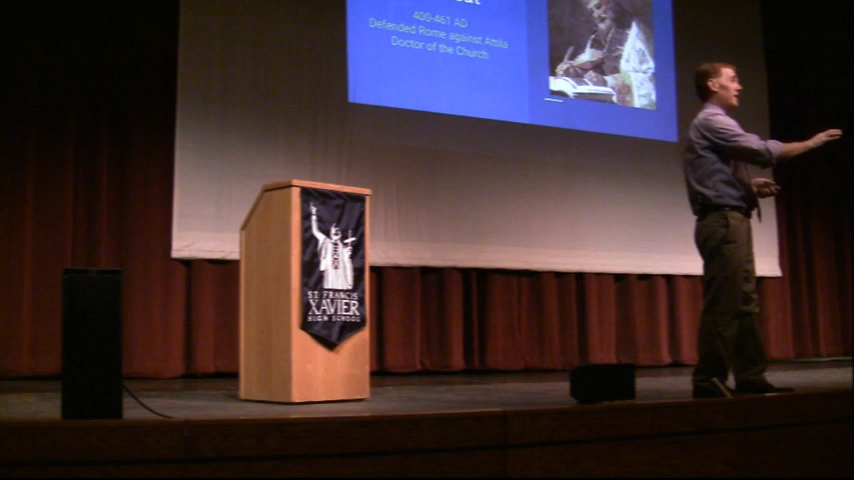 400-461 AD
Defended Rome against Attila
Doctor of the Church
ST. FRANCIS
XAVIER
HIGH SCHOOL